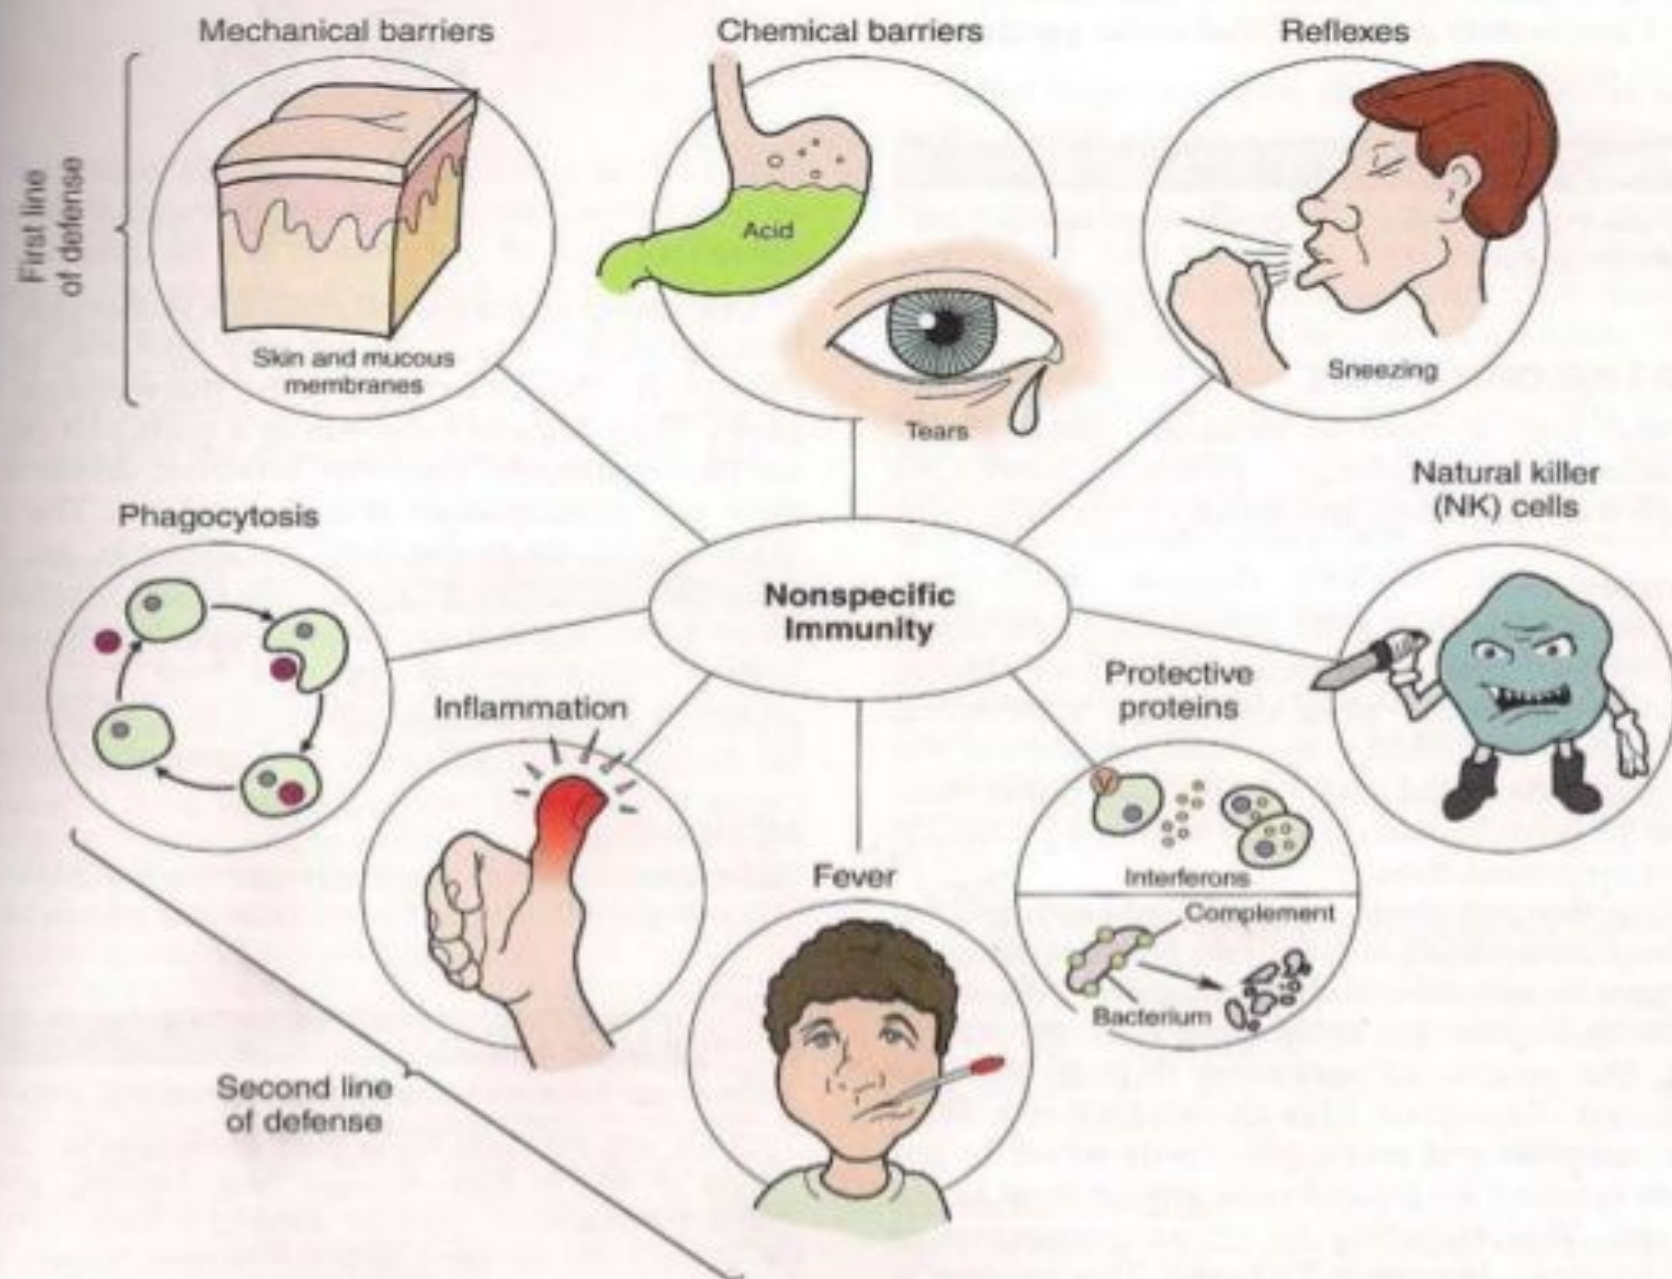 Mechanical barriers
Chemical barriers
Reflexes
First line
of defense
Acid
Skin and mucous
membranes
Tears
Sneezing
Natural killer
(NK) cells
Phagocytosis
Nonspecific
Immunity
Protective
proteins
Inflammation
Fever
Interferons
Complement
Bacterium
Second line
of defense